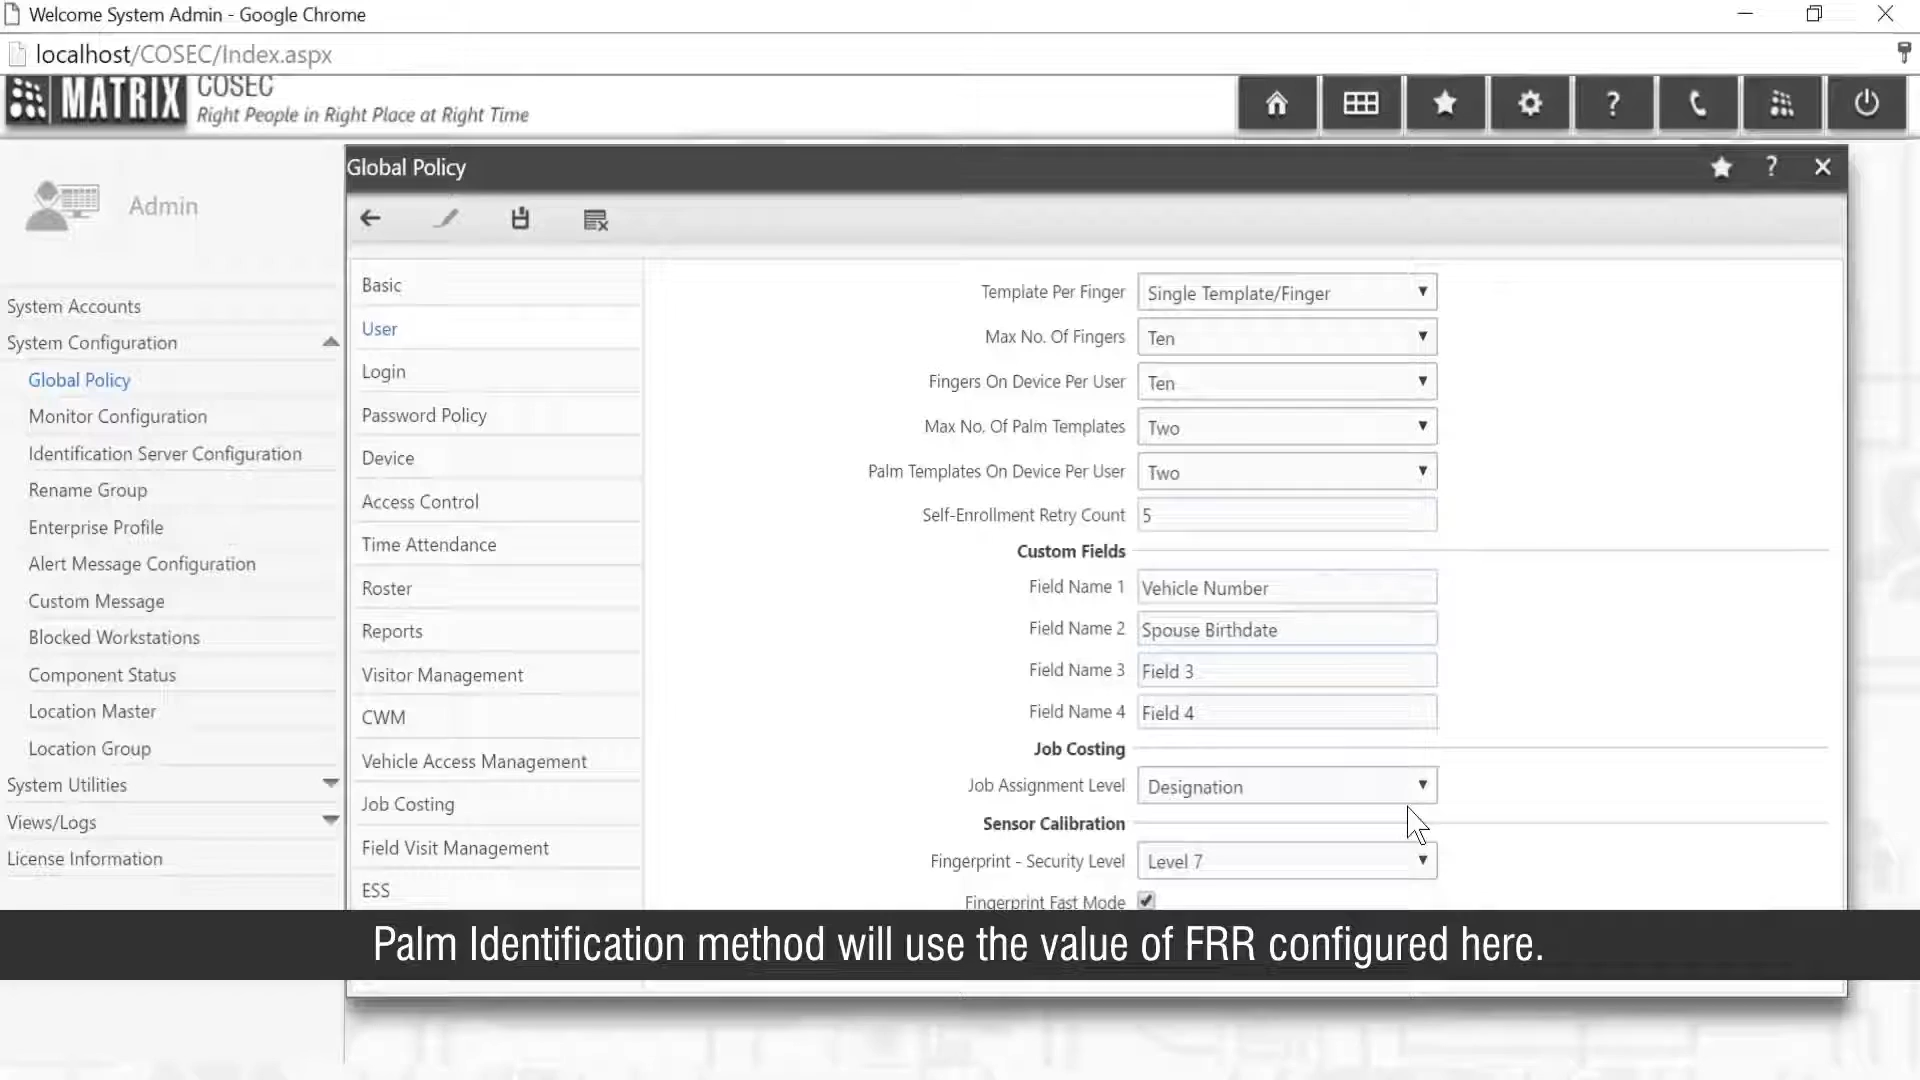 Welcome System Admin - Google Chrome
localhost/COSEC/Index.aspx
MATRIX
COSEC
Right People in Right Place at Right Time
?
Global Policy
?
Admin
System Accounts
System Configuration
Global Policy
Monitor Configuration
Identification Server Configuration
Rename Group
Enterprise Profile
Alert Message Configuration
Custom Message
Blocked Workstations
Component Status
Location Master
Location Group
System Utilities
Views/Logs
License Information
Basic
User
Login
Password Policy
Device
Access Control
Time Attendance
Roster
Reports
Visitor Management
CWM
Vehicle Access Management
Job Costing
Field Visit Management
ESS
Template Per Finger Single Template/Finger
Max No. Of Fingers Ten
Fingers On Device Per User Ten
Max No. Of Palm Templates Two
Palm Templates On Device Per User Two
Self-Enrollment Retry Count 5
Custom Fields
Field Name 1 Vehicle Number
Field Name 2 Spouse Birthdate
Field Name 3 Field 3
Field Name 4 Field 4
Job Costing
Job Assignment Level Designation
Sensor Calibration
Fingerprint - Security Level Level 7
Fingerprint Fast Mode
Palm Identification method will use the value of FRR configured here.